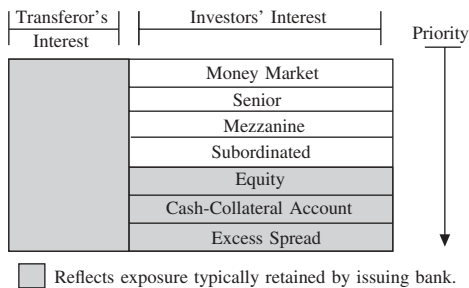 Transferor's
Interest
Investors' Interest
Priority
Money Market
Senior
Mezzanine
Subordinated
Equity
Cash-Collateral Account
Excess Spread
Reflects exposure typically retained by issuing bank.